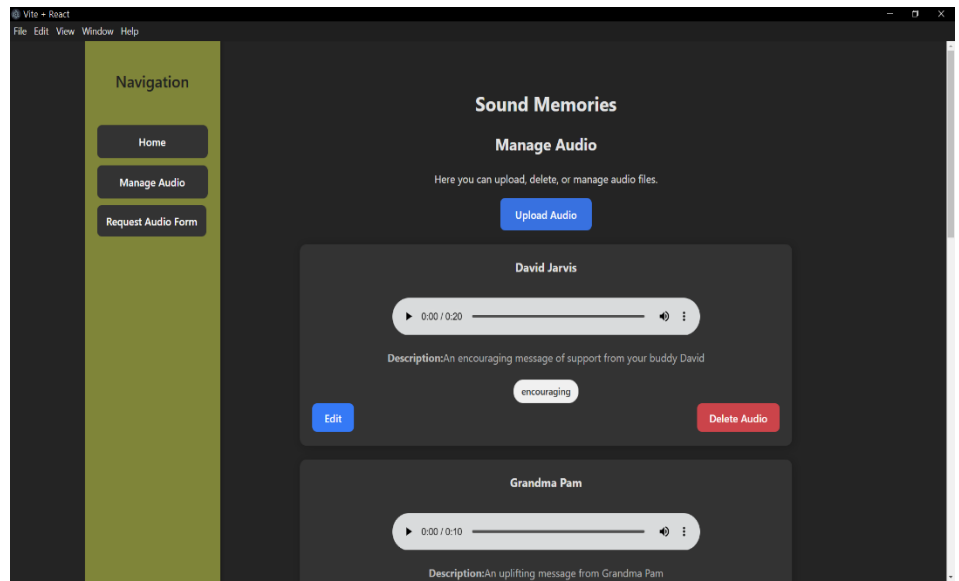 Vite + React
File Edit View Window Help
Navigation
Home
Manage Audio
Request Audio Form
Sound Memories
Manage Audio
Here you can upload, delete, or manage audio files.
Upload Audio
David Jarvis
0:00 / 0:20
Description:An encouraging message of support from your buddy David
encouraging
Edit
Delete Audio
Grandma Pam
0:00 / 0:10
Description:An uplifting message from Grandma Pam